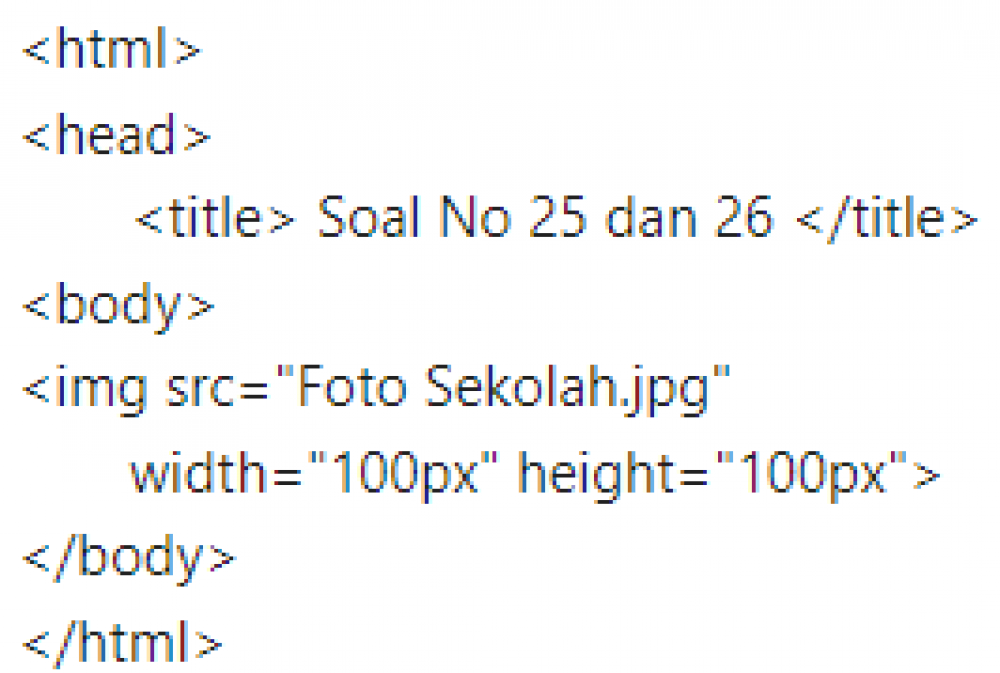 <html>
<head>
<title> Soal No 25 dan 26 </title>
<body>
<img src="Foto Sekolah.jpg"
width="100px" height="100px">
</body>
</html>